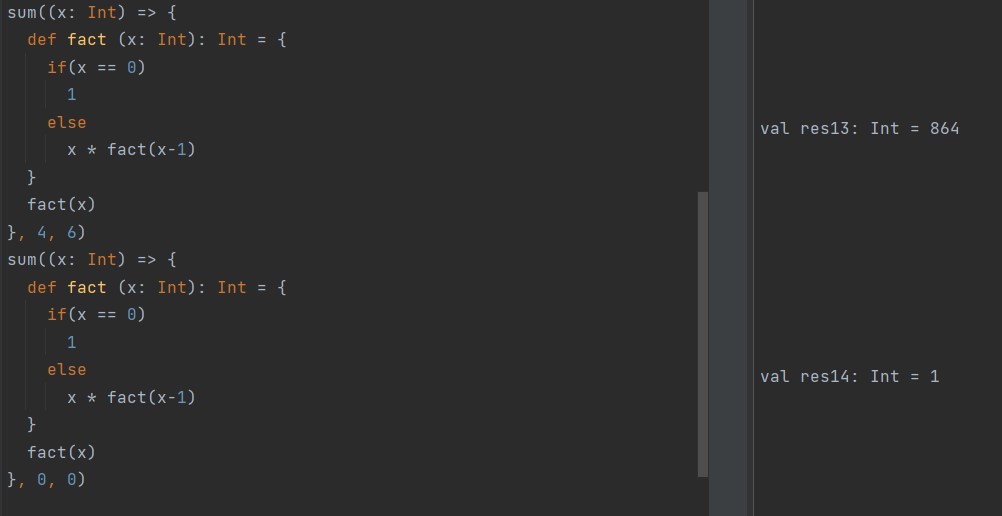 sum((x: Int) => {
  def fact (x: Int): Int = {
    if(x == 0)
      1
    else
      x * fact(x-1)
  }
  fact(x)
}, 4, 6)
sum((x: Int) => {
  def fact (x: Int): Int = {
    if(x == 0)
      1
    else
      x * fact(x-1)
  }
  fact(x)
}, 0, 0)
val res13: Int = 864
val res14: Int = 1